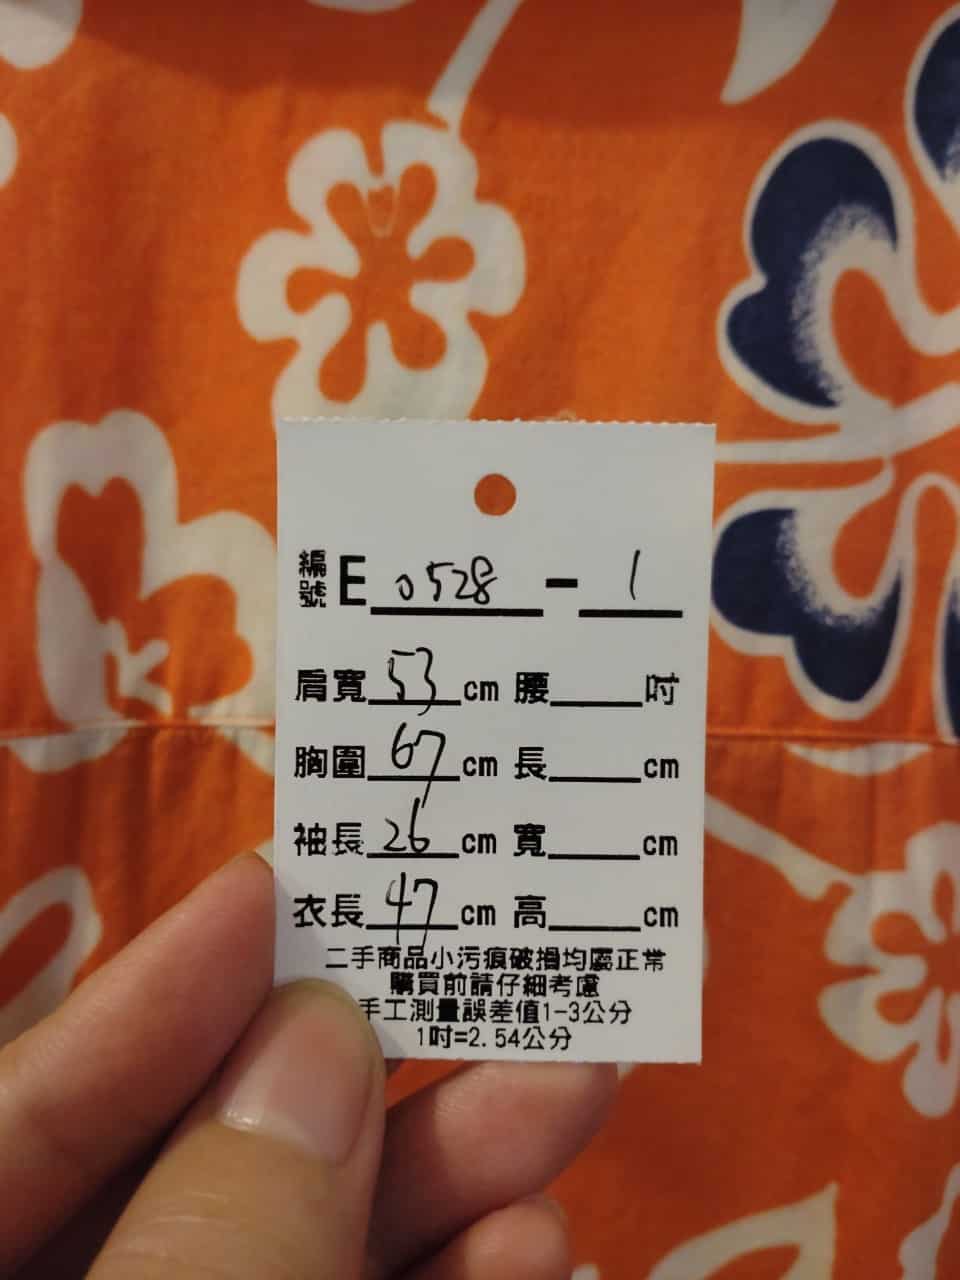 編號 E 0528 - 1
肩寬 53 cm 腰 吋
胸圍 67 cm 長 cm
袖長 26 cm 寬 cm
衣長 47 cm 高 cm
二手商品小污痕破損均屬正常
購買前請仔細考慮
手工測量誤差值1-3公分
1吋=2.54公分